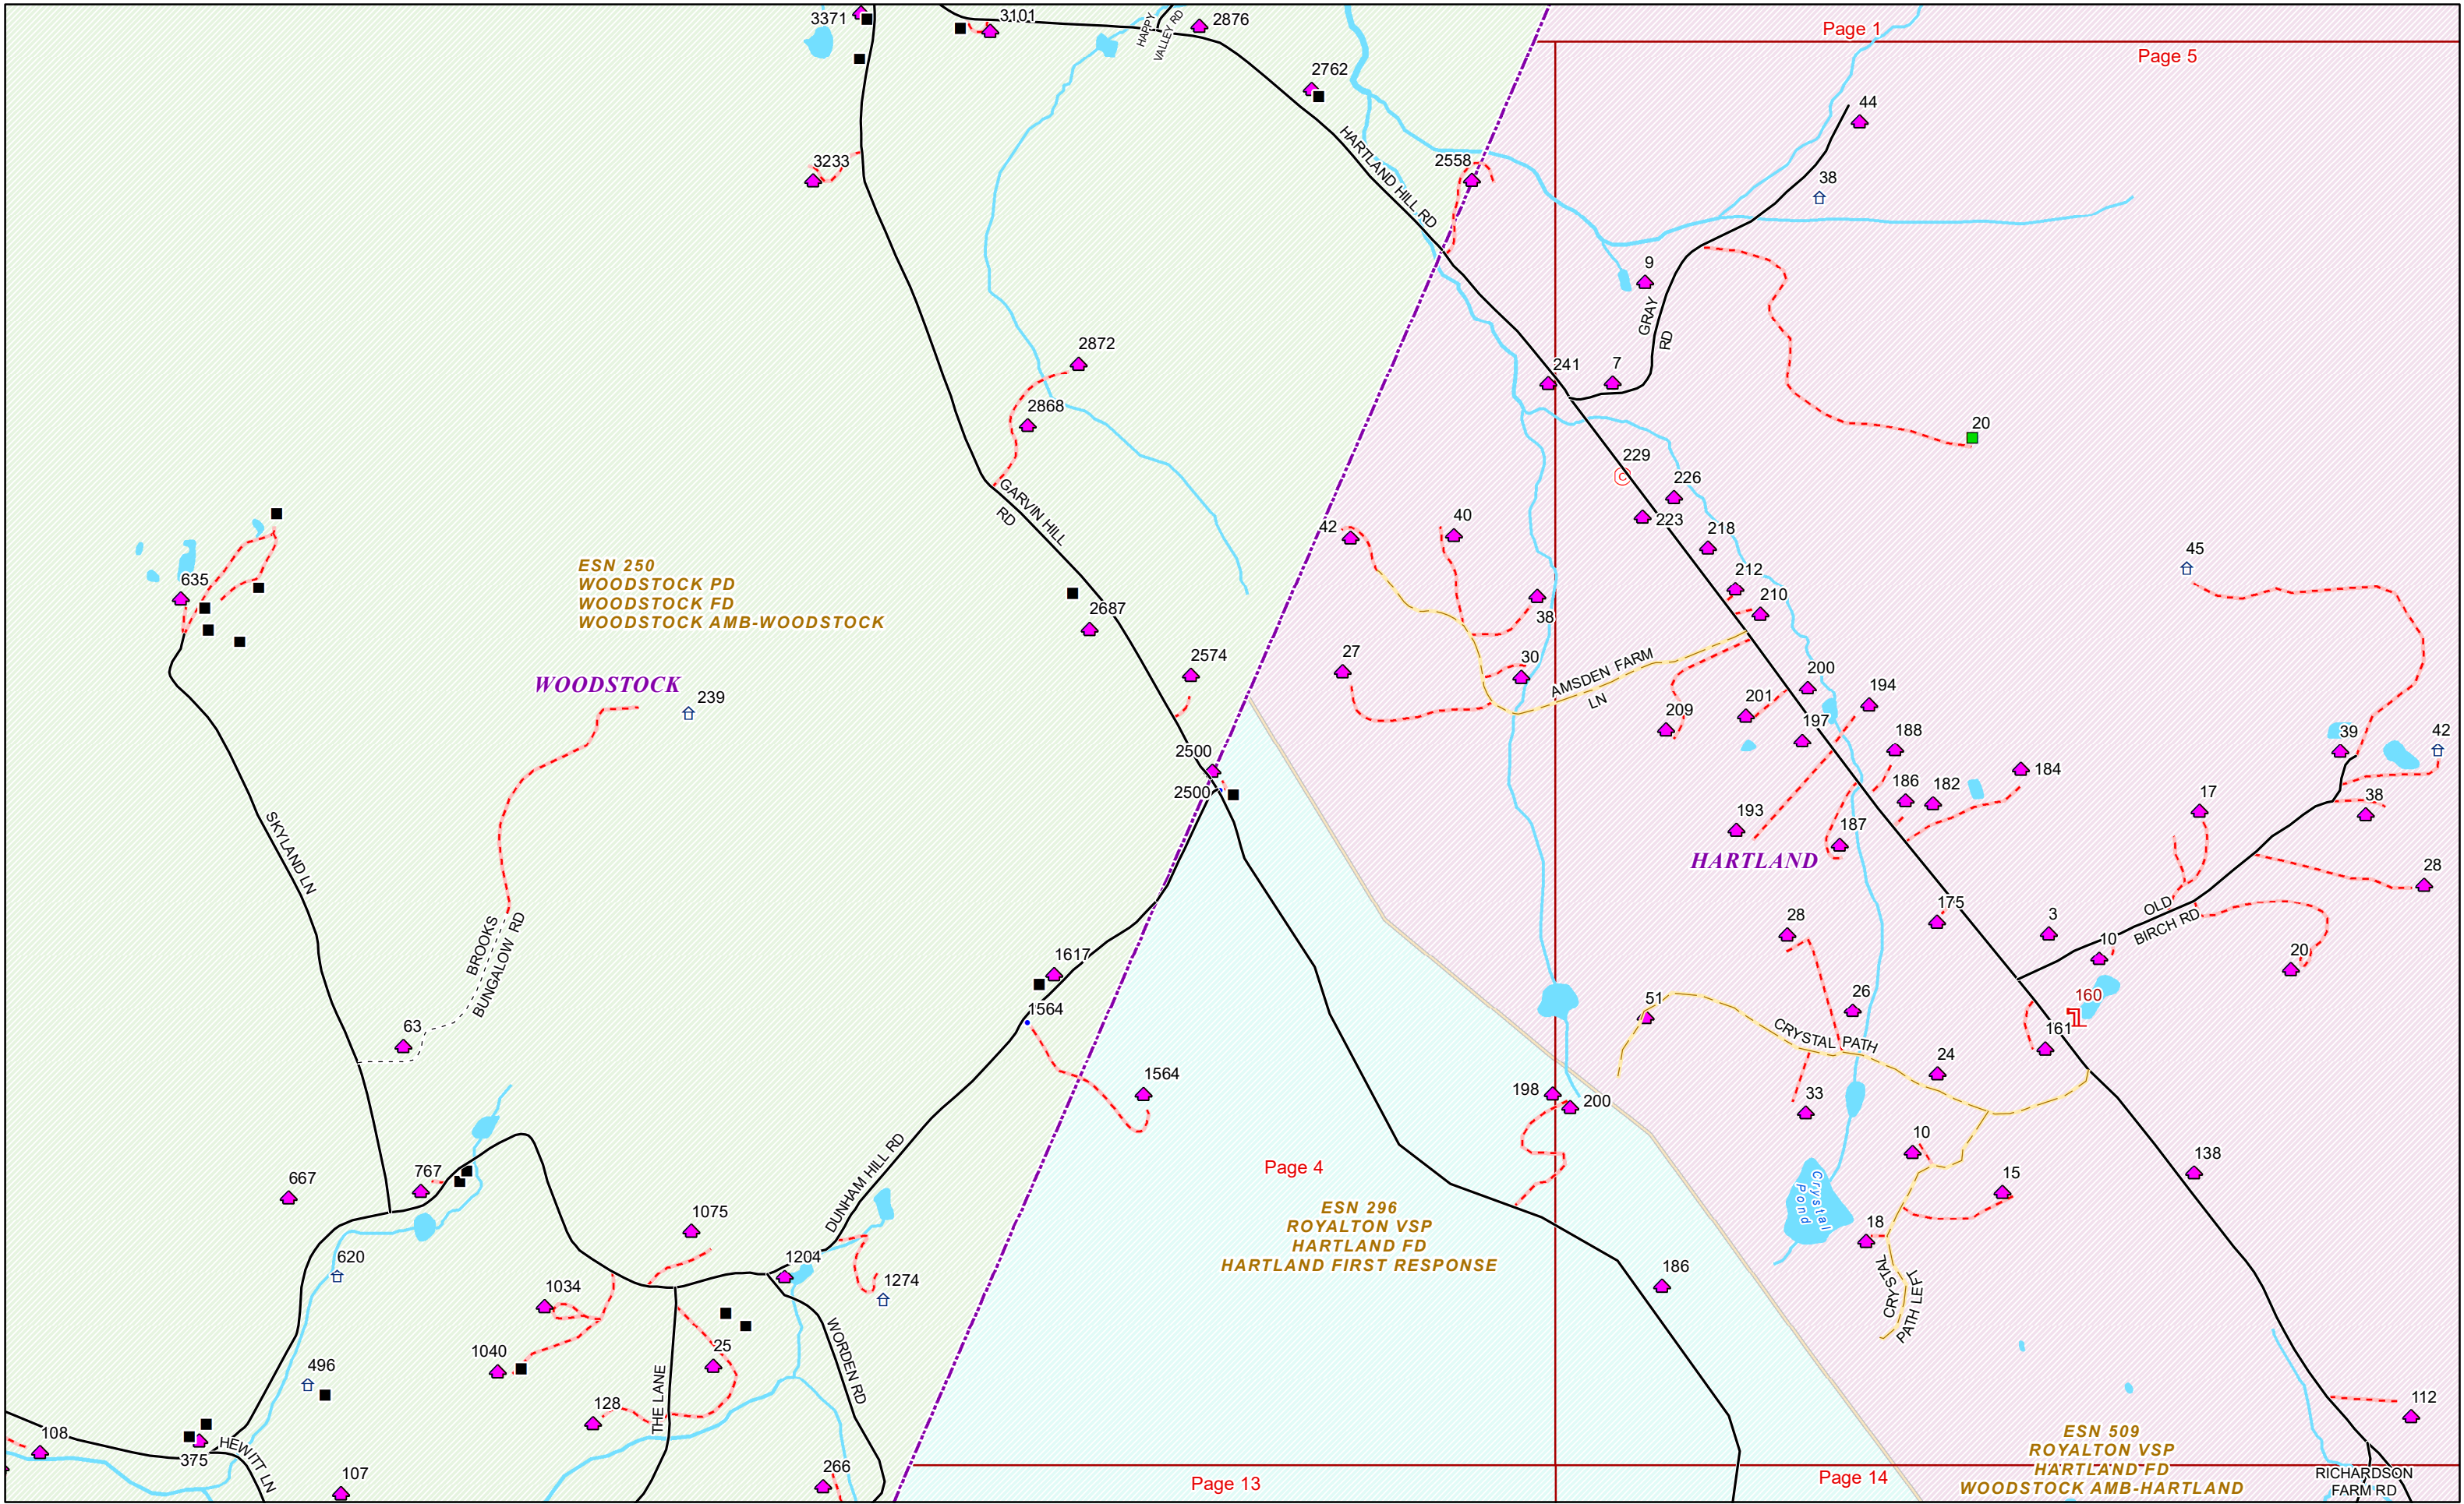 3371
3101
HAPPY
VALLEY RD
2876
Page 1
Page 5
2762
44
HARTLAND HILL RD
3233
2558
38
9
GRAY
RD
2872
241
7
2868
20
229
C
226
GARVIN HILL
RD
223
218
42
40
45
212
635
ESN 250
WOODSTOCK PD
WOODSTOCK FD
WOODSTOCK AMB-WOODSTOCK
2687
210
38
2574
27
30
AMSDEN FARM
LN
200
WOODSTOCK
239
201
194
209
197
188
39
42
2500
2500
186
182
184
38
17
193
187
SKYLAND LN
HARTLAND
28
175
OLD
BIRCH RD
BROOKS
BUNGALOW RD
28
3
10
20
1617
1564
51
26
160
161
63
CRYSTAL PATH
24
1564
198
200
33
10
138
DUNHAM HILL RD
Page 4
667
767
15
Crystal
Pond
ESN 296
ROYALTON VSP
HARTLAND FD
HARTLAND FIRST RESPONSE
1075
18
620
1204
1274
186
1034
CRYSTAL
PATH LEFT
1040
25
WORDEN RD
496
THE LANE
128
112
108
375
HEWITT LN
ESN 509
ROYALTON VSP
HARTLAND FD
WOODSTOCK AMB-HARTLAND
107
266
Page 13
Page 14
RICHARDSON
FARM RD